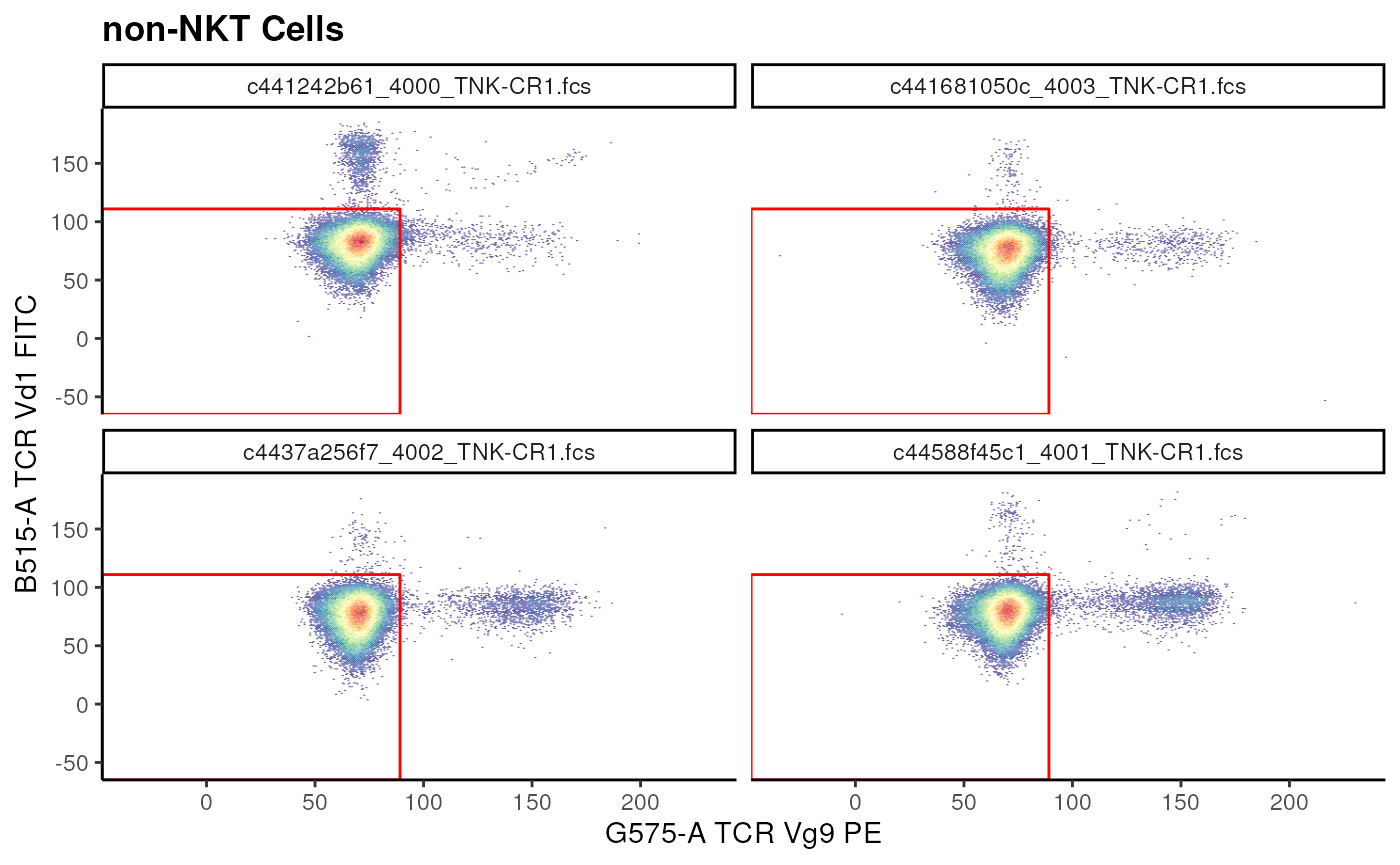 non-NKT Cells
c441242b61_4000_TNK-CR1.fcs
c441681050c_4003_TNK-CR1.fcs
150
100
50
0
-50
c4437a256f7_4002_TNK-CR1.fcs
c44588f45c1_4001_TNK-CR1.fcs
150
100
50
0
-50
B515-A TCR Vd1 FITC
0 50 100 150 200
0 50 100 150 200
G575-A TCR Vg9 PE